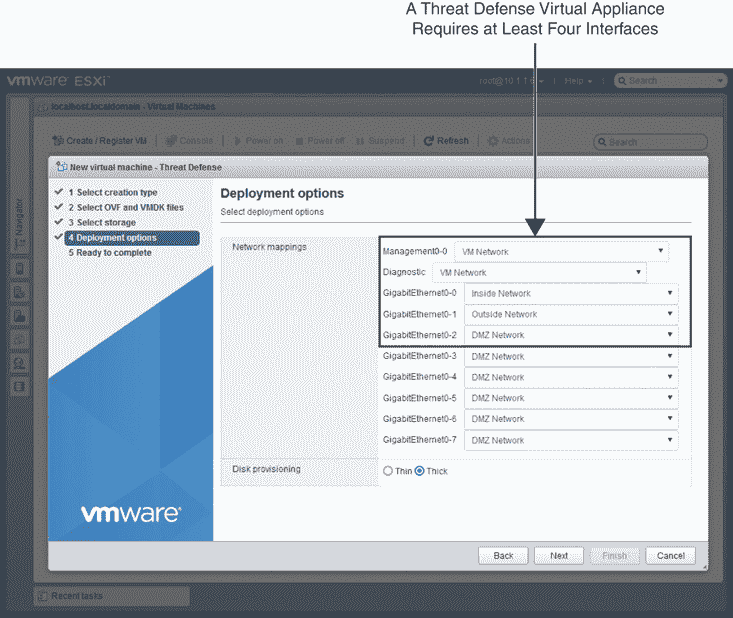 A Threat Defense Virtual Appliance
Requires at Least Four Interfaces
vmware ESXi™
root@10.1.1.6
Help
Search
localhost.localdomain - Virtual Machines
Create / Register VM
Console
Power on
Power off
Suspend
Refresh
Actions
Search
Navigator
New virtual machine - Threat Defense
1 Select creation type
2 Select OVF and VMDK files
3 Select storage
4 Deployment options
5 Ready to complete
Deployment options
Select deployment options
Network mappings
Management0-0 VM Network
Diagnostic VM Network
GigabitEthernet0-0 Inside Network
GigabitEthernet0-1 Outside Network
GigabitEthernet0-2 DMZ Network
GigabitEthernet0-3 DMZ Network
GigabitEthernet0-4 DMZ Network
GigabitEthernet0-5 DMZ Network
GigabitEthernet0-6 DMZ Network
GigabitEthernet0-7 DMZ Network
Disk provisioning
Thin Thick
vmware®
Back
Next
Finish
Cancel
Recent tasks